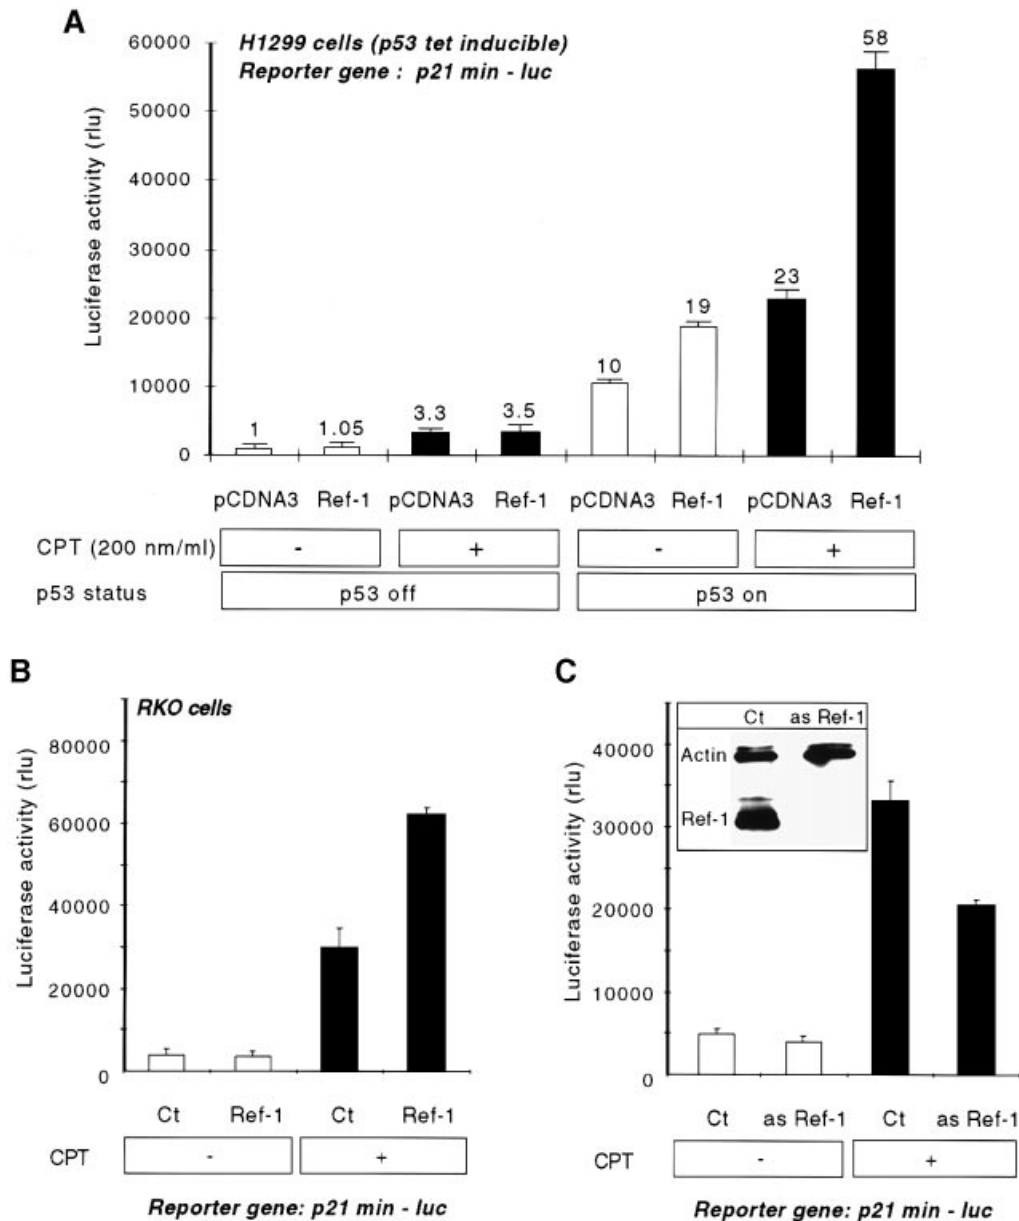 A
H1299 cells (p53 tet inducible)
Reporter gene : p21 min - luc
Luciferase activity (rlu)
60000
50000
40000
30000
20000
10000
0
1
1.05
3.3
3.5
10
19
23
58
pCDNA3 Ref-1 pCDNA3 Ref-1 pCDNA3 Ref-1 pCDNA3 Ref-1
CPT (200 nm/ml) - + - +
p53 status p53 off p53 on
B
RKO cells
Luciferase activity (rlu)
80000
60000
40000
20000
0
Ct Ref-1 Ct Ref-1
CPT - +
Reporter gene: p21 min - luc
C
Ct as Ref-1
Actin
Ref-1
Luciferase activity (rlu)
40000
30000
20000
10000
0
Ct as Ref-1 Ct as Ref-1
CPT - +
Reporter gene: p21 min - luc